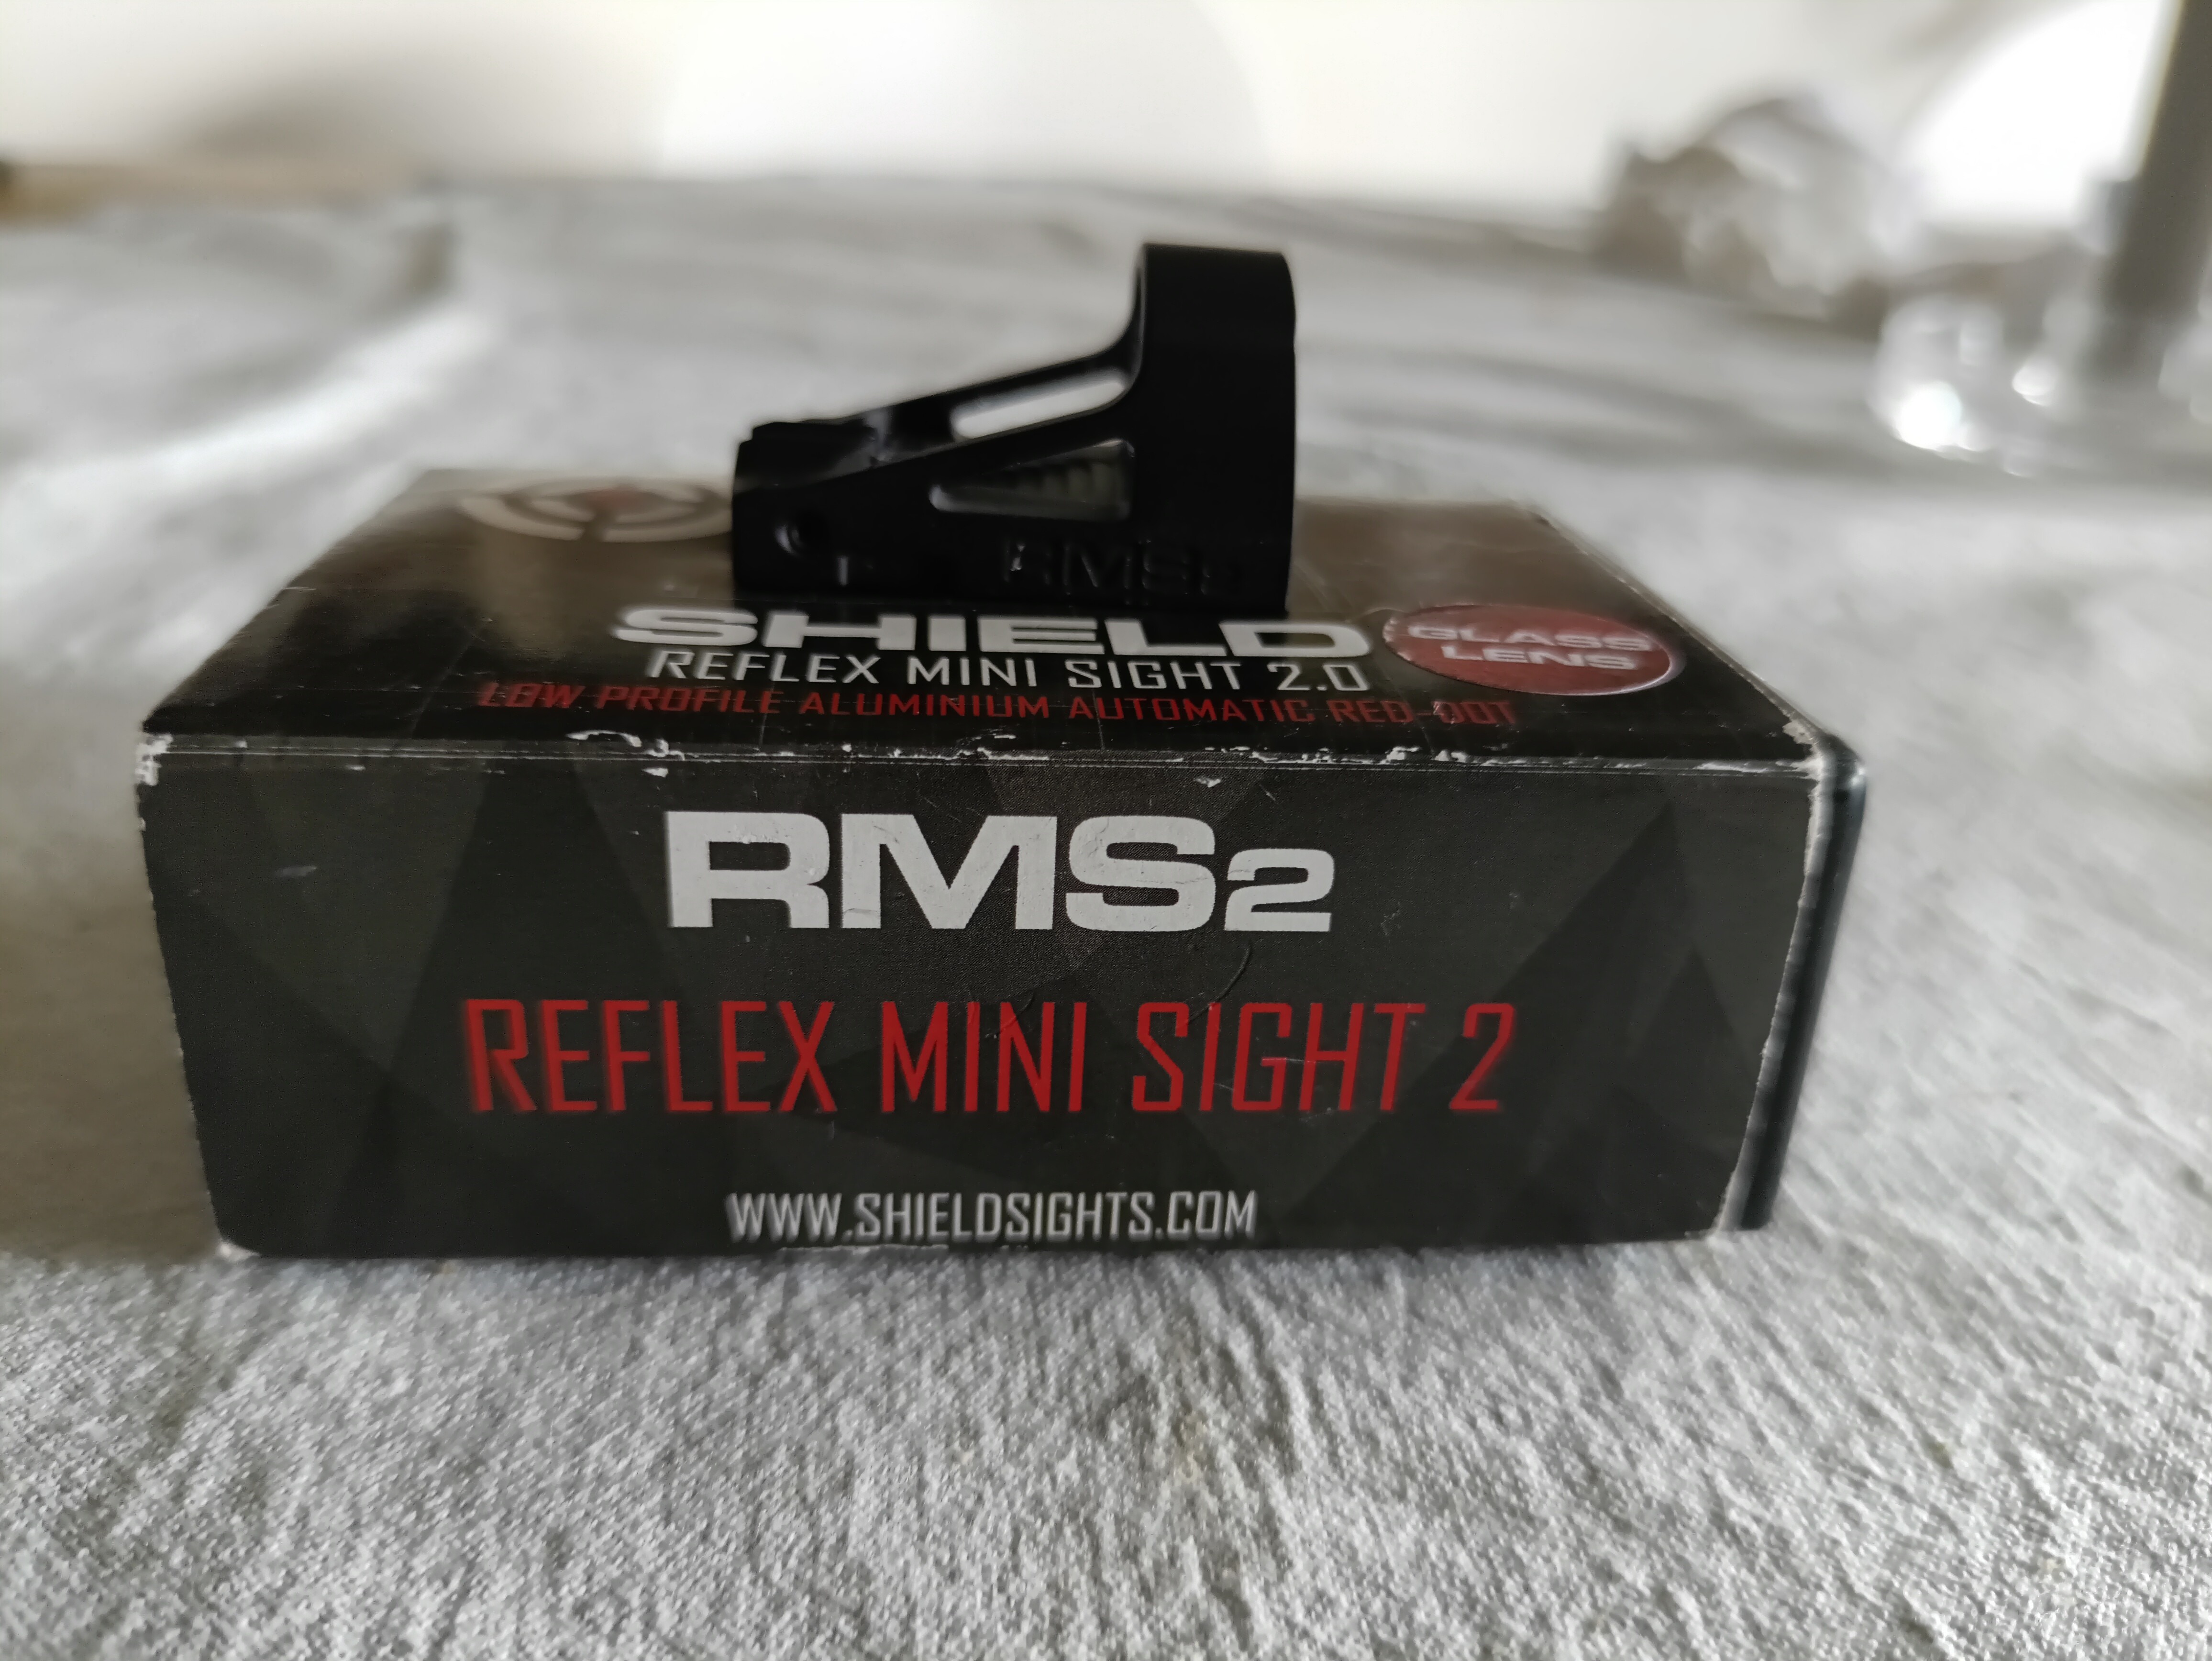 RMS2
SHIELD
REFLEX MINI SIGHT 2.0
LOW PROFILE ALUMINIUM AUTOMATIC RED-DOT
GLASS
LENS
RMS2
REFLEX MINI SIGHT 2
WWW.SHIELDSIGHTS.COM